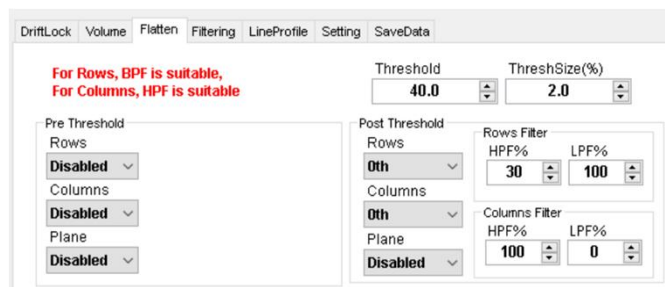 DriftLock Volume Flatten Filtering LineProfile Setting SaveData
For Rows, BPF is suitable,
For Columns, HPF is suitable
Threshold ThreshSize(%)
40.0 2.0
Pre Threshold
Rows
Disabled
Columns
Disabled
Plane
Disabled
Post Threshold
Rows
0th
Columns
0th
Plane
Disabled
Rows Filter
HPF% LPF%
30 100
Columns Filter
HPF% LPF%
100 0